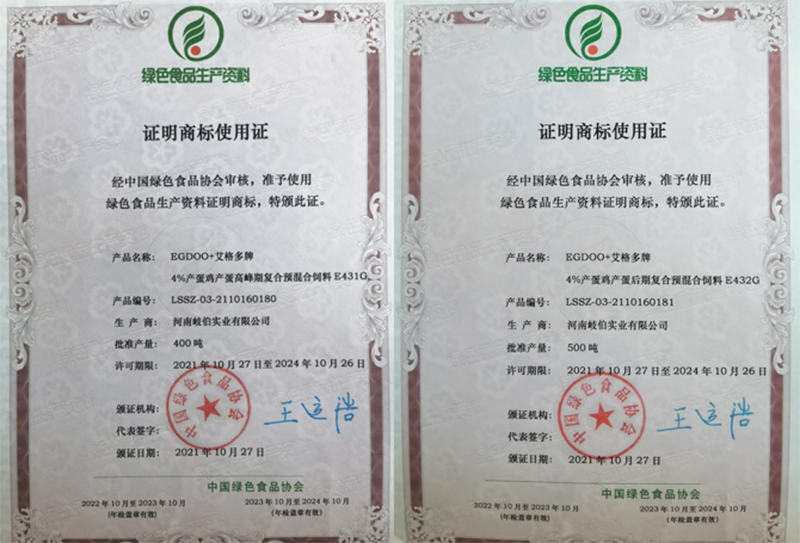 绿色食品生产资料
证明商标使用证
经中国绿色食品协会审核，准予使用
绿色食品生产资料证明商标，特颁此证。
产品名称： EGDOO+艾格多牌
4%产蛋鸡产蛋高峰期复合预混合饲料 E431G
产品编号： LSSZ-03-2110160180
生 产 商： 河南岐伯实业有限公司
批准产量： 400 吨
许可期限： 2021 年 10 月 27 日至 2024 年 10 月 26 日
颁证机构：
中国绿色食品协会
代表签字：
王运浩
颁证日期： 2021 年 10 月 27 日
中国绿色食品协会
2022 年 10 月至 2023 年 10 月
(年检盖章有效)
2023 年 10 月至 2024 年 10 月
(年检盖章有效)
绿色食品生产资料
证明商标使用证
经中国绿色食品协会审核，准予使用
绿色食品生产资料证明商标，特颁此证。
产品名称： EGDOO+艾格多牌
4%产蛋鸡产蛋后期复合预混合饲料 E432G
产品编号： LSSZ-03-2110160181
生 产 商： 河南岐伯实业有限公司
批准产量： 500 吨
许可期限： 2021 年 10 月 27 日至 2024 年 10 月 26 日
颁证机构：
中国绿色食品协会
代表签字：
王运浩
颁证日期： 2021 年 10 月 27 日
中国绿色食品协会
2022 年 10 月至 2023 年 10 月
(年检盖章有效)
2023 年 10 月至 2024 年 10 月
(年检盖章有效)